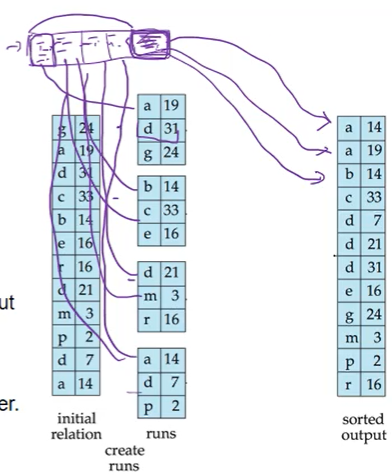 g 24
a 19
d 31
c 33
b 14
e 16
r 16
d 21
m 3
p 2
d 7
a 14
initial
relation
create
runs
a 19
d 31
g 24
b 14
c 33
e 16
d 21
m 3
r 16
a 14
d 7
p 2
runs
a 14
a 19
b 14
c 33
d 7
d 21
d 31
e 16
g 24
m 3
p 2
r 16
sorted
output
ut
er.